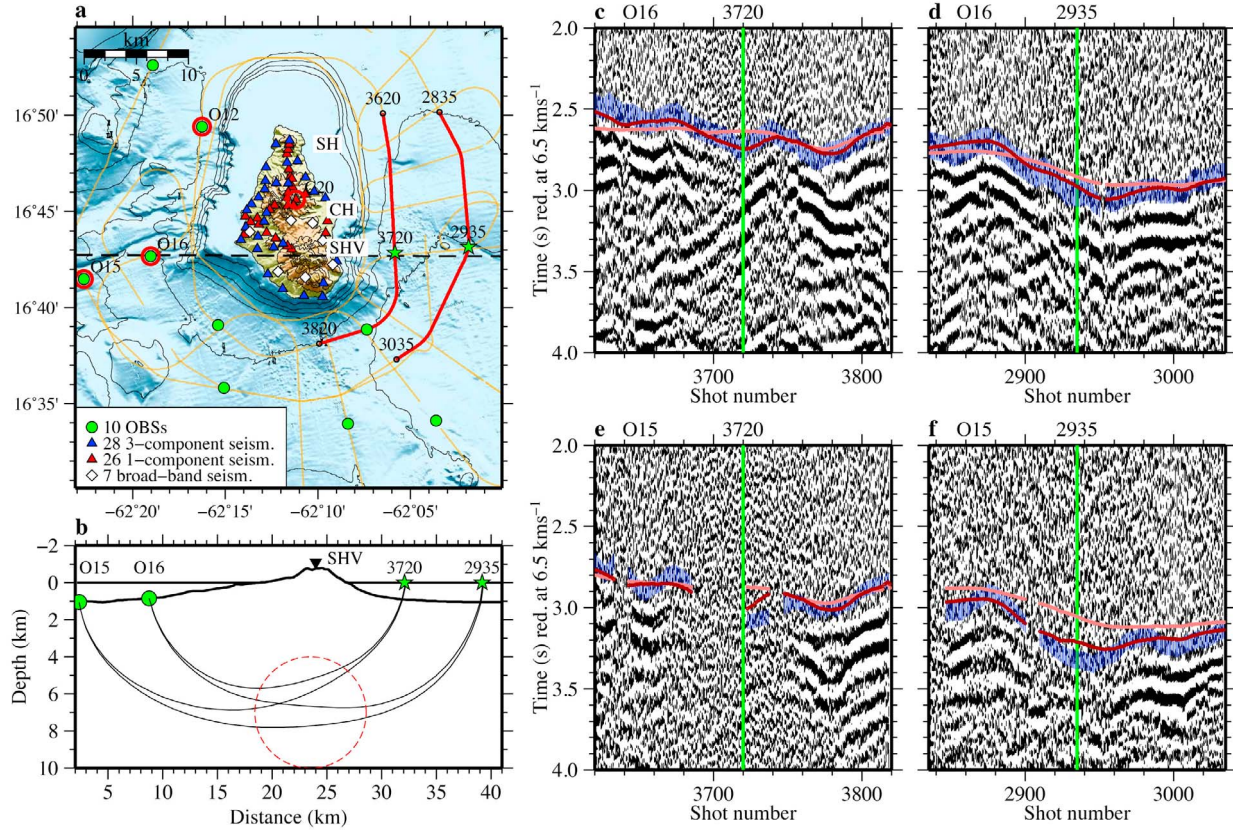 a
km
0 5 10
O12
3620
2835
SH
20
CH
SHV
O16
O15
3720
2935
3820
3035
16°50'
16°45'
16°40'
16°35'
10 OBSs
28 3−component seism.
26 1−component seism.
7 broad−band seism.
−62°20' −62°15' −62°10' −62°05'
b
−2
0
2
4
6
8
10
Depth (km)
O15 O16 SHV 3720 2935
5 10 15 20 25 30 35 40
Distance (km)
c O16 3720
2.0
2.5
3.0
3.5
4.0
Time (s) red. at 6.5 kms⁻¹
3700 3800
Shot number
d O16 2935
2900 3000
Shot number
e O15 3720
2.0
2.5
3.0
3.5
4.0
Time (s) red. at 6.5 kms⁻¹
3700 3800
Shot number
f O15 2935
2900 3000
Shot number